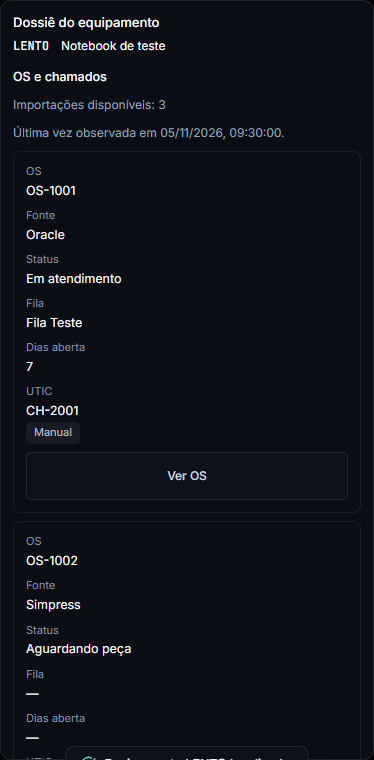 Dossiê do equipamento
LENTO Notebook de teste
OS e chamados
Importações disponíveis: 3
Última vez observada em 05/11/2026, 09:30:00.
OS
OS-1001
Fonte
Oracle
Status
Em atendimento
Fila
Fila Teste
Dias aberta
7
UTIC
CH-2001
Manual
Ver OS
OS
OS-1002
Fonte
Simpress
Status
Aguardando peça
Fila
—
Dias aberta
—
UTIC